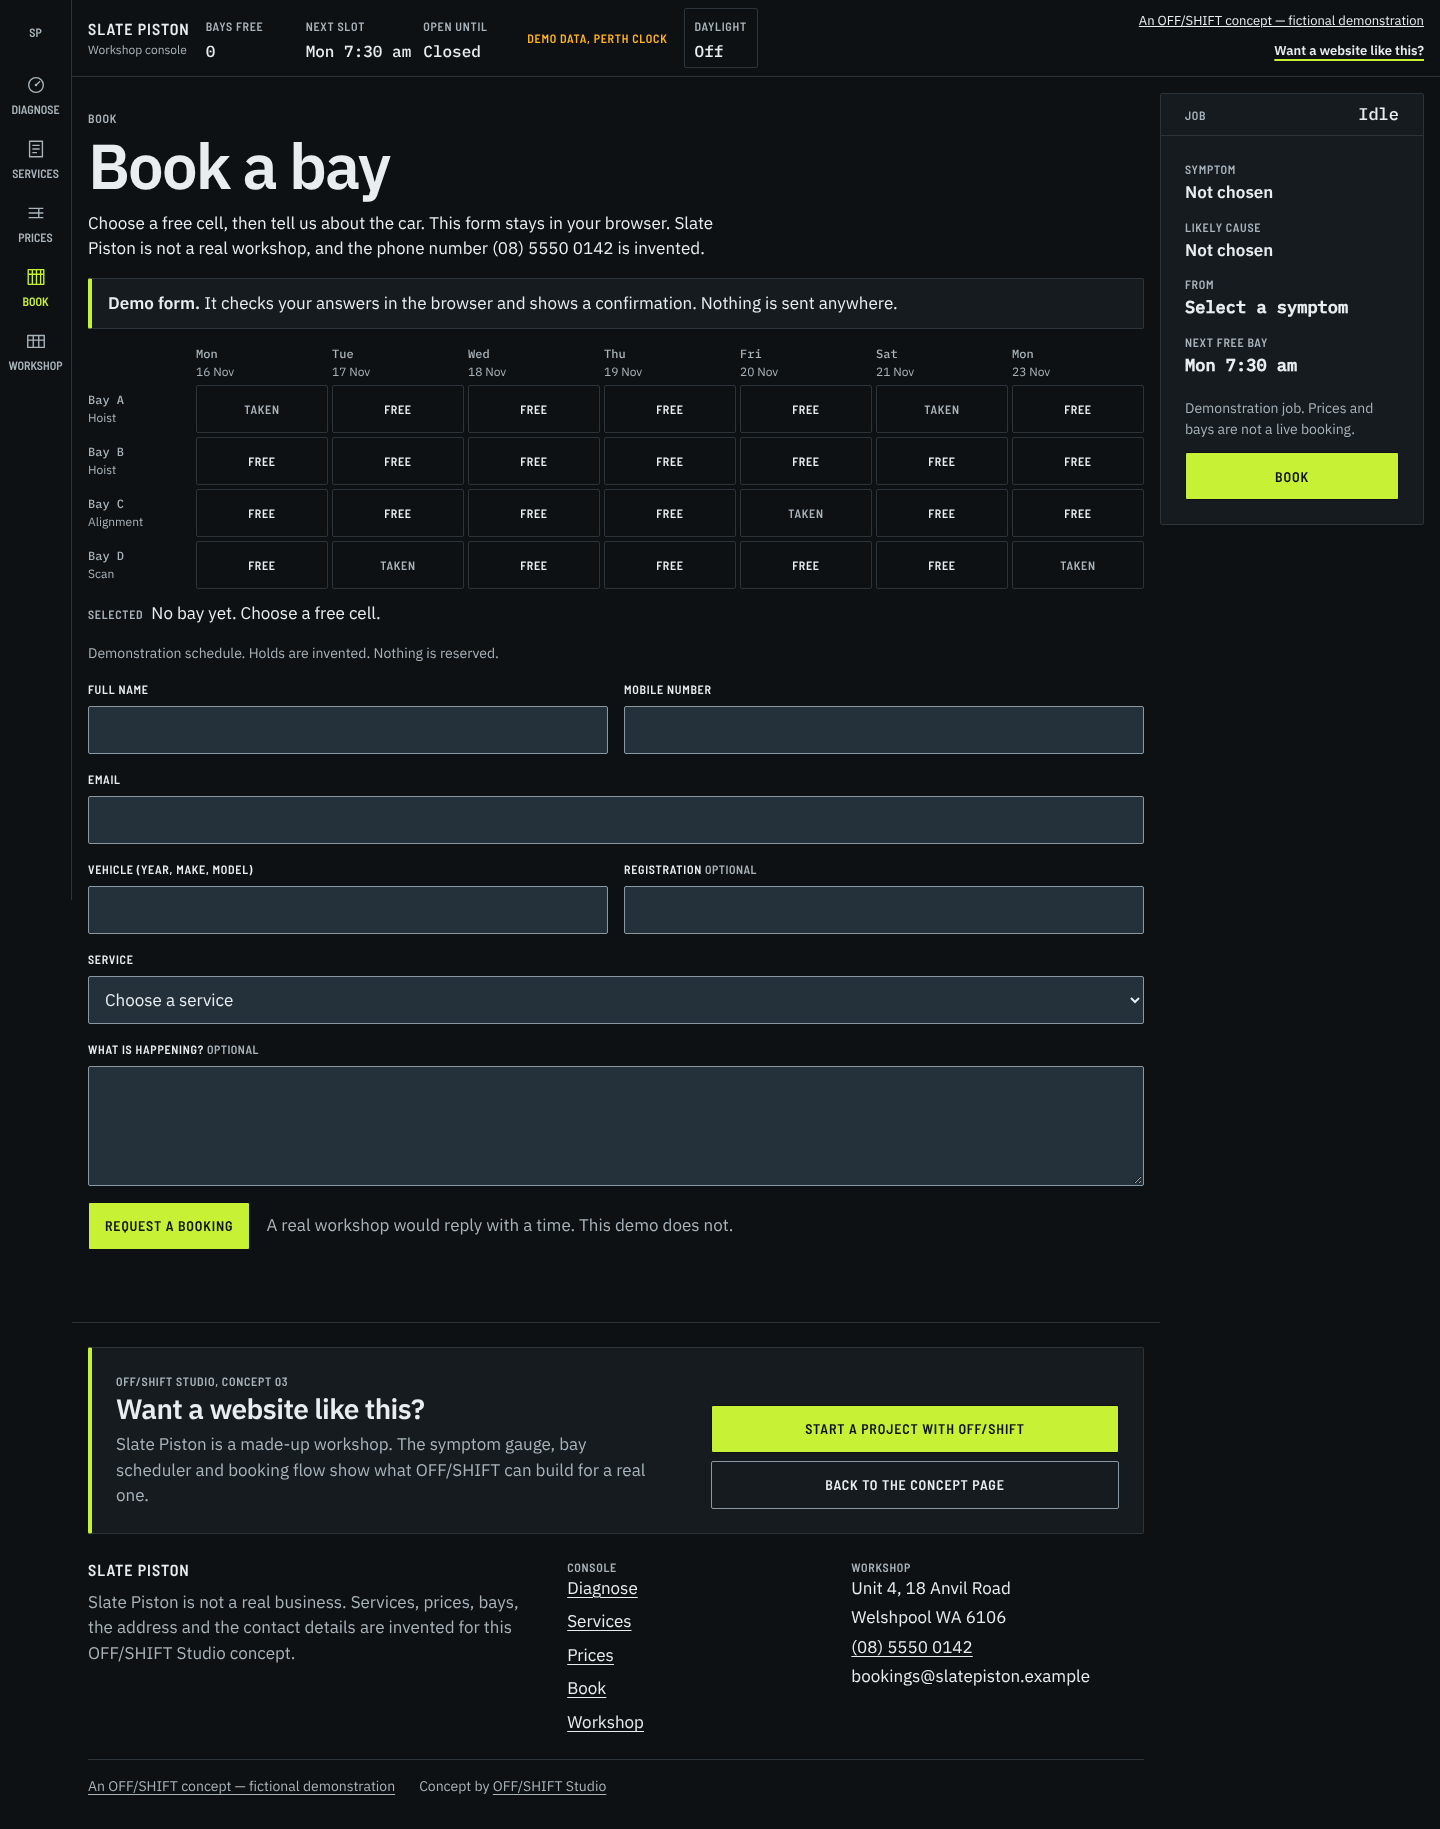 SP
DIAGNOSE
SERVICES
PRICES
BOOK
WORKSHOP
SLATE PISTON
Workshop console
BAYS FREE
0
NEXT SLOT
Mon 7:30 am
OPEN UNTIL
Closed
DEMO DATA, PERTH CLOCK
DAYLIGHT
Off
An OFF/SHIFT concept — fictional demonstration
Want a website like this?
BOOK
Book a bay
Choose a free cell, then tell us about the car. This form stays in your browser. Slate
Piston is not a real workshop, and the phone number (08) 5550 0142 is invented.
Demo form. It checks your answers in the browser and shows a confirmation. Nothing is sent anywhere.
Mon Tue Wed Thu Fri Sat Mon
16 Nov 17 Nov 18 Nov 19 Nov 20 Nov 21 Nov 23 Nov
Bay A
Hoist
TAKEN FREE FREE FREE FREE TAKEN FREE
Bay B
Hoist
FREE FREE FREE FREE FREE FREE FREE
Bay C
Alignment
FREE FREE FREE FREE TAKEN FREE FREE
Bay D
Scan
FREE TAKEN FREE FREE FREE FREE TAKEN
SELECTED No bay yet. Choose a free cell.
Demonstration schedule. Holds are invented. Nothing is reserved.
FULL NAME
MOBILE NUMBER
EMAIL
VEHICLE (YEAR, MAKE, MODEL)
REGISTRATION OPTIONAL
SERVICE
Choose a service
WHAT IS HAPPENING? OPTIONAL
REQUEST A BOOKING
A real workshop would reply with a time. This demo does not.
JOB
Idle
SYMPTOM
Not chosen
LIKELY CAUSE
Not chosen
FROM
Select a symptom
NEXT FREE BAY
Mon 7:30 am
Demonstration job. Prices and
bays are not a live booking.
BOOK
OFF/SHIFT STUDIO, CONCEPT 03
Want a website like this?
Slate Piston is a made-up workshop. The symptom gauge, bay
scheduler and booking flow show what OFF/SHIFT can build for a real
one.
START A PROJECT WITH OFF/SHIFT
BACK TO THE CONCEPT PAGE
SLATE PISTON
Slate Piston is not a real business. Services, prices, bays,
the address and the contact details are invented for this
OFF/SHIFT Studio concept.
CONSOLE
Diagnose
Services
Prices
Book
Workshop
WORKSHOP
Unit 4, 18 Anvil Road
Welshpool WA 6106
(08) 5550 0142
bookings@slatepiston.example
An OFF/SHIFT concept — fictional demonstration
Concept by OFF/SHIFT Studio